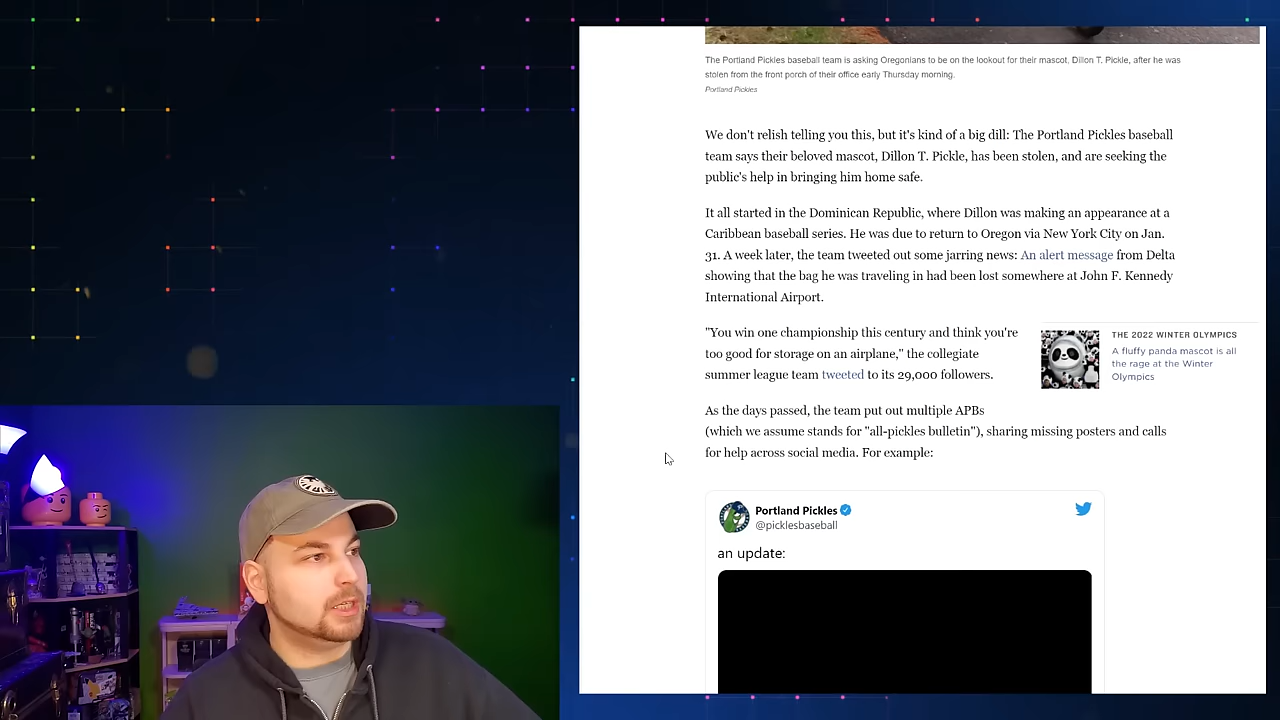 The Portland Pickles baseball team is asking Oregonians to be on the lookout for their mascot. Dillon T. Pickle, after he was
stolen from the front porch of their office early Thursday morning.
Portland Pickles
We don't relish telling you this, but it's kind of a big dill: The Portland Pickles baseball
team says their beloved mascot, Dillon T. Pickle, has been stolen, and are seeking the
public's help in bringing him home safe.
It all started in the Dominican Republic, where Dillon was making an appearance at a
Caribbean baseball series. He was due to return to Oregon via New York City on Jan.
31. A week later, the team tweeted out some jarring news: An alert message from Delta
showing that the bag he was traveling in had been lost somewhere at John F. Kennedy
International Airport.
"You win one championship this century and think you're
too good for storage on an airplane," the collegiate
summer league team tweeted to its 29,000 followers.
THE 2022 WINTER OLYMPICS
A fluffy panda mascot is all
the rage at the Winter
Olympics
As the days passed, the team put out multiple APBs
(which we assume stands for "all-pickles bulletin"), sharing missing posters and calls
for help across social media. For example:
Portland Pickles
@picklesbaseball
an update: